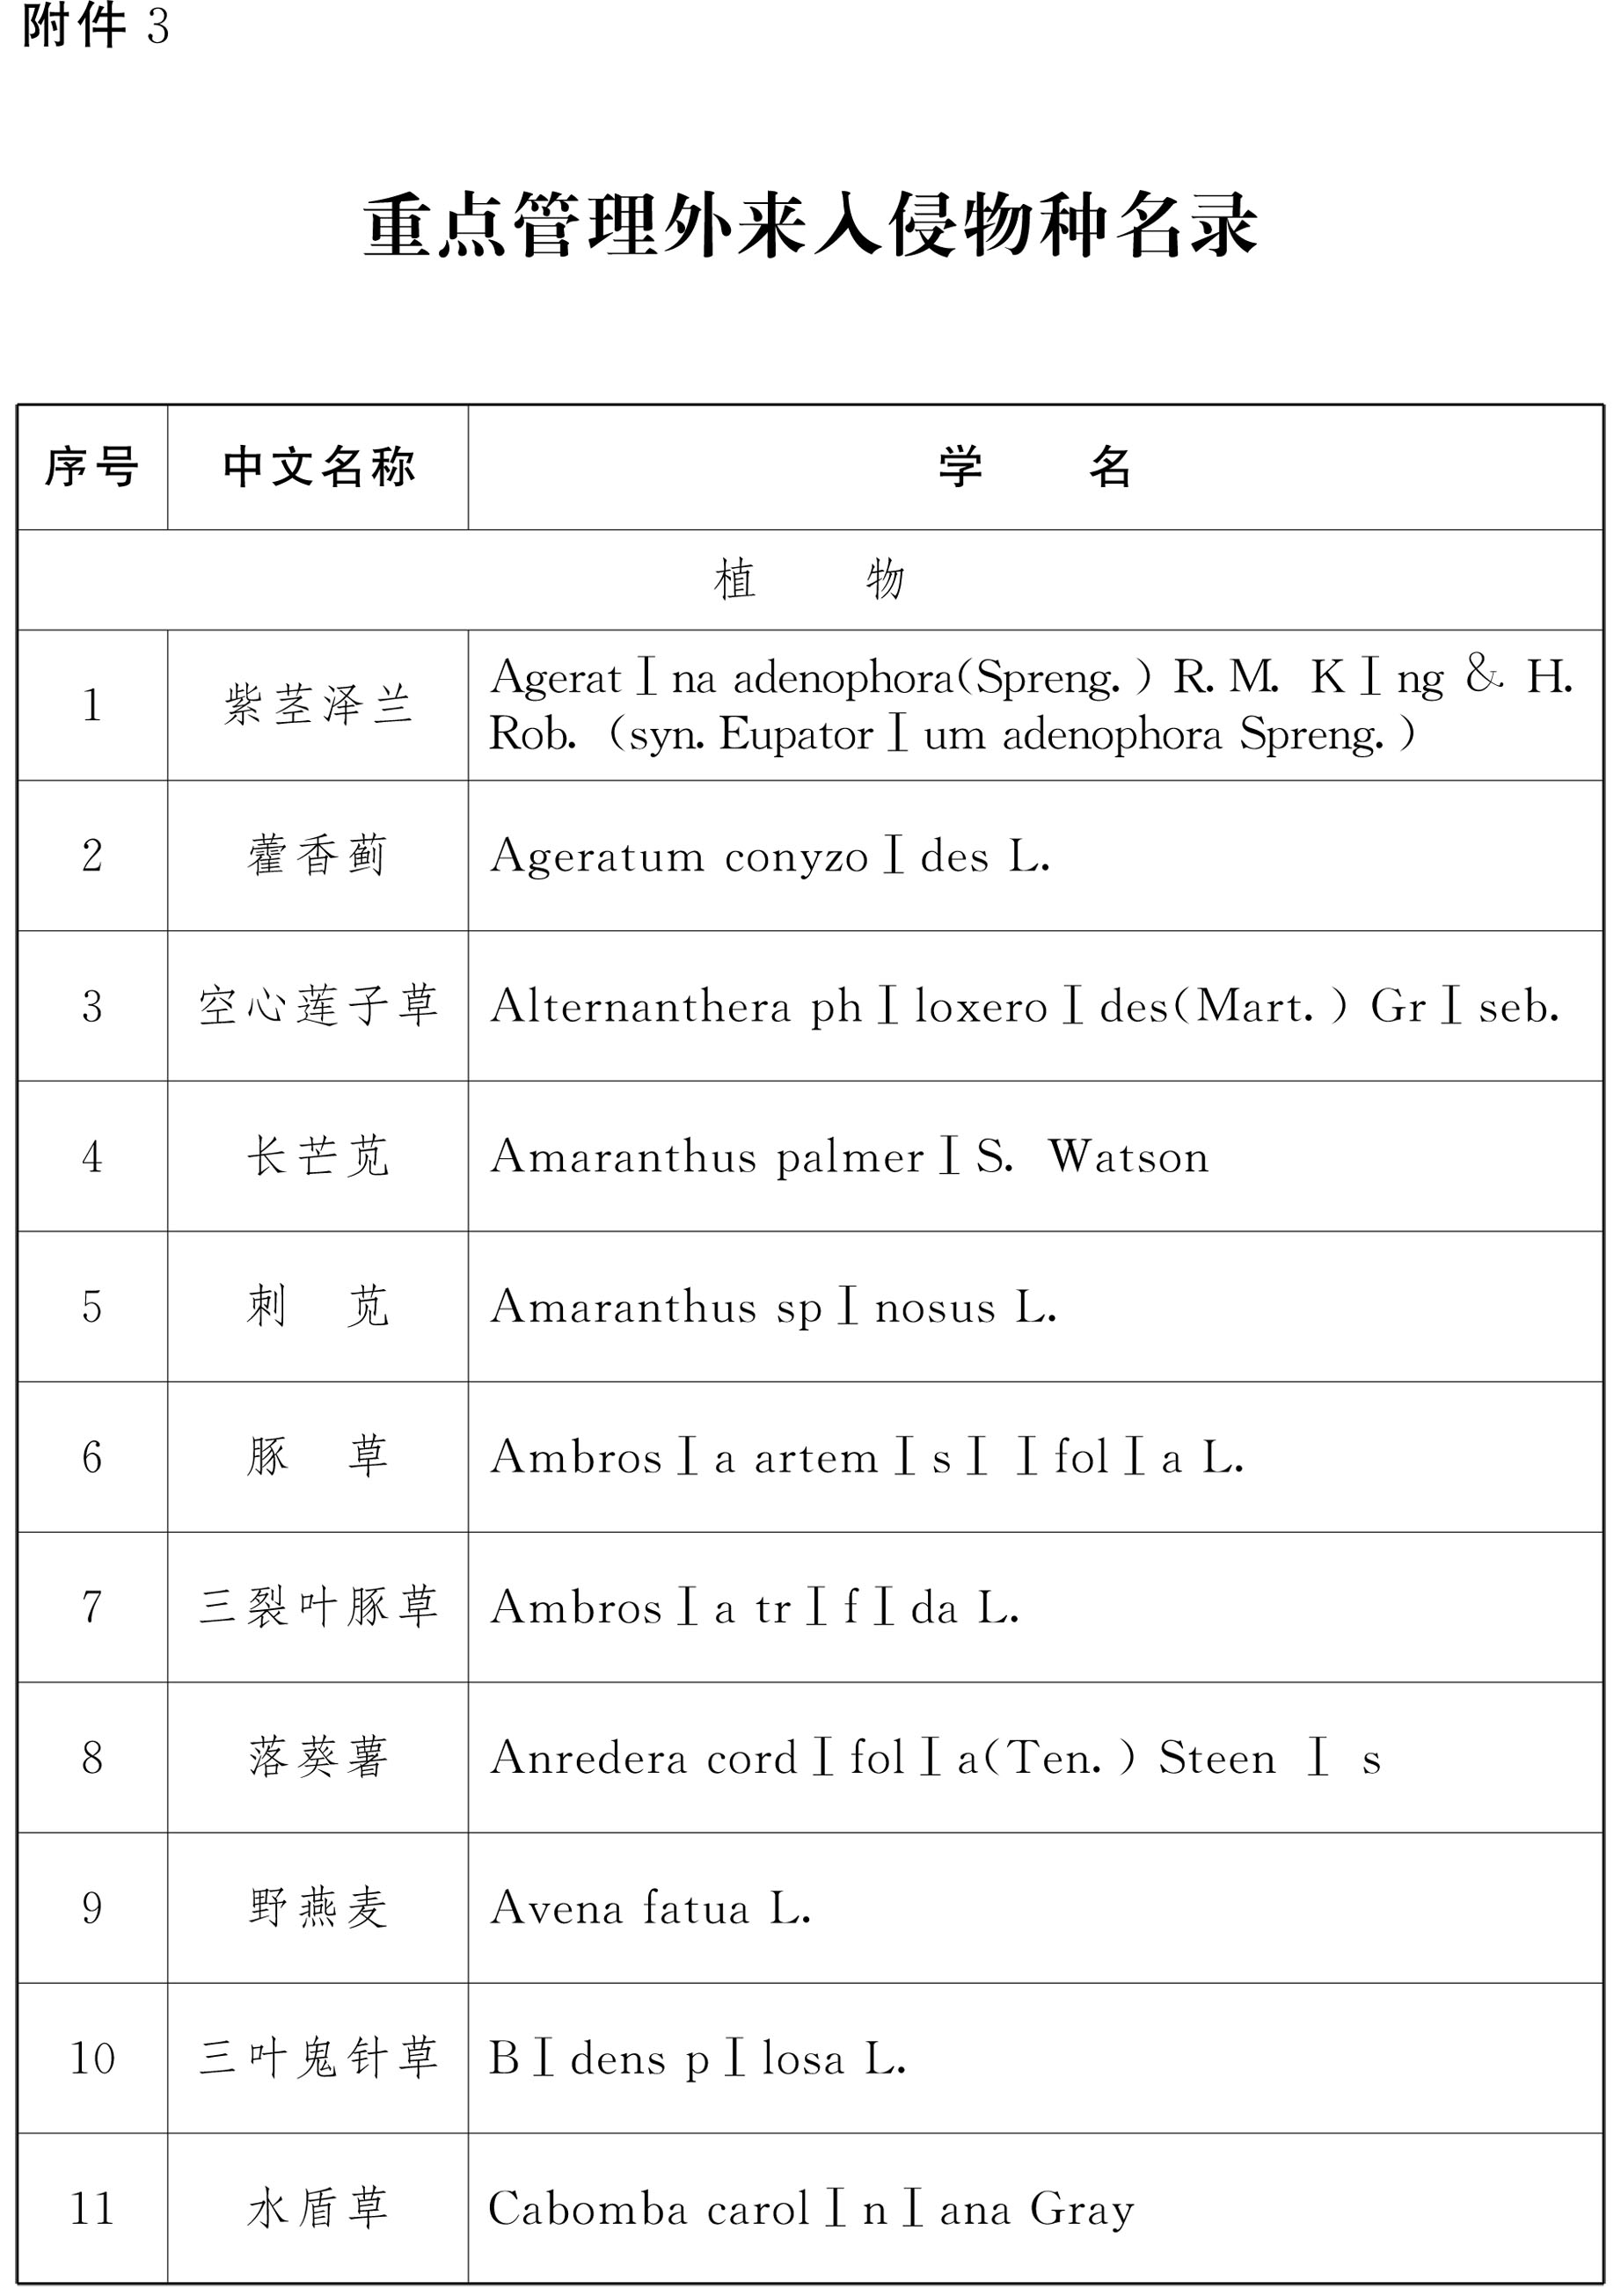 附件 3
重点管理外来入侵物种名录
序号 中文名称 学 名
植 物
1 紫茎泽兰 AgeratⅠna adenophora(Spreng.) R.M. KⅠng & H.
Rob. (syn.EupatorⅠum adenophora Spreng.)
2 藿香蓟 Ageratum conyzoⅠdes L.
3 空心莲子草 Alternanthera phⅠloxeroⅠdes(Mart.) GrⅠseb.
4 长芒苋 Amaranthus palmerⅠS. Watson
5 刺 苋 Amaranthus spⅠnosus L.
6 豚 草 AmbrosⅠa artemⅠsⅠⅠfolⅠa L.
7 三裂叶豚草 AmbrosⅠa trⅠfⅠda L.
8 落葵薯 Anredera cordⅠfolⅠa(Ten.) Steen Ⅰ s
9 野燕麦 Avena fatua L.
10 三叶鬼针草 BⅠdens pⅠlosa L.
11 水盾草 Cabomba carolⅠnⅠana Gray